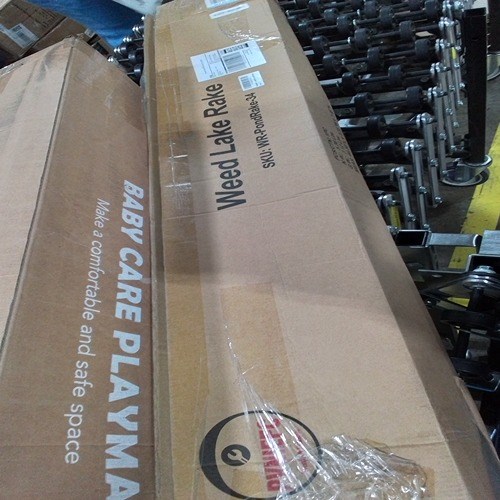 BABY CARE PLAYMA
Make a comfortable and safe space
Weed Lake Rake
SKU: WR-PondRake-34